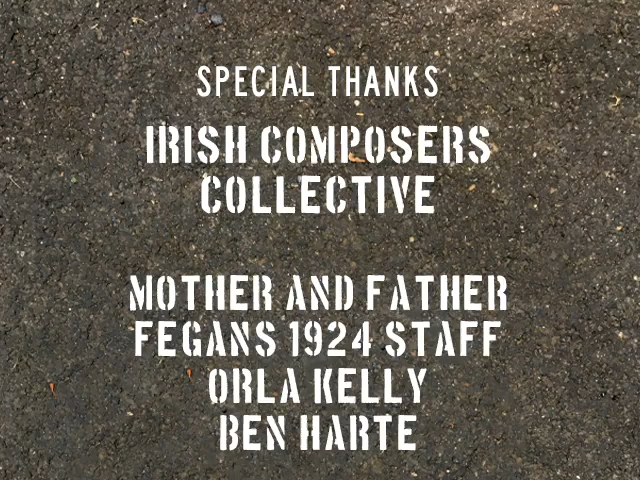 SPECIAL THANKS
IRISH COMPOSERS
COLLECTIVE
MOTHER AND FATHER
FEGANS 1924 STAFF
ORLA KELLY
BEN HARTE